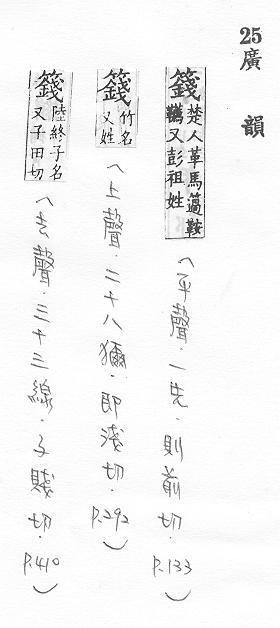 25廣 韻
籛
楚人革馬鞍
韉又彭祖姓
(平聲.一先.則前切.P.133)
籛
竹名
又姓
(上聲.二十八獮.即淺切.P.292)
籛
陸終子名
又子田切
(去聲.三十三線.子賤切.P.410)